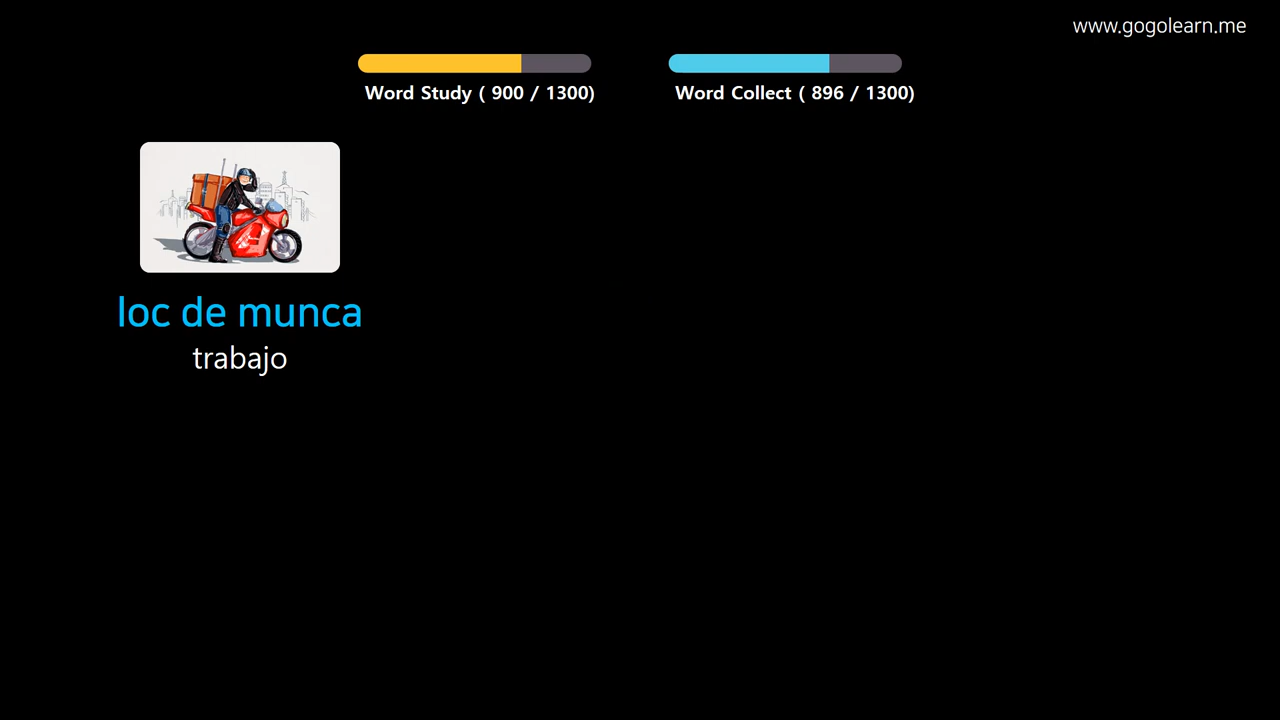 www.gogolearn.me
Word Study ( 900 / 1300)
Word Collect ( 896 / 1300)
loc de munca
trabajo